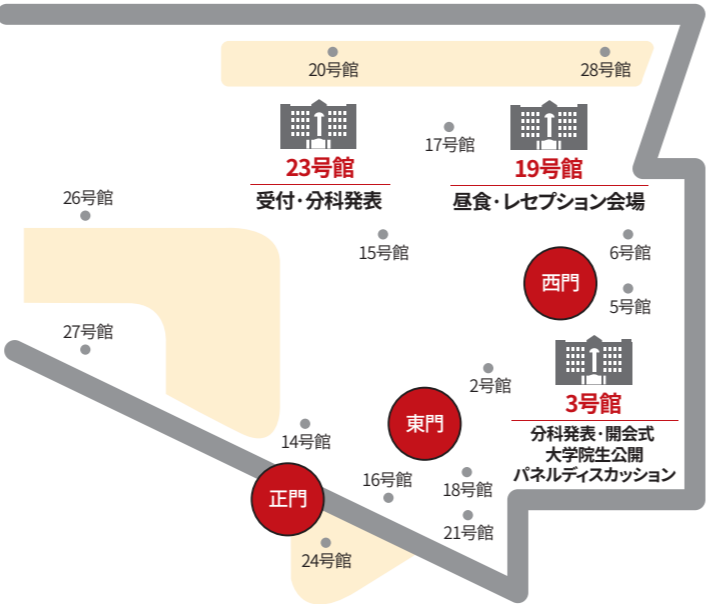 20号館
28号館
17号館
23号館
受付・分科発表
19号館
昼食・レセプション会場
26号館
15号館
6号館
西門
5号館
27号館
2号館
3号館
分科発表・開会式
大学院生公開
パネルディスカッション
東門
14号館
正門
16号館
18号館
21号館
24号館